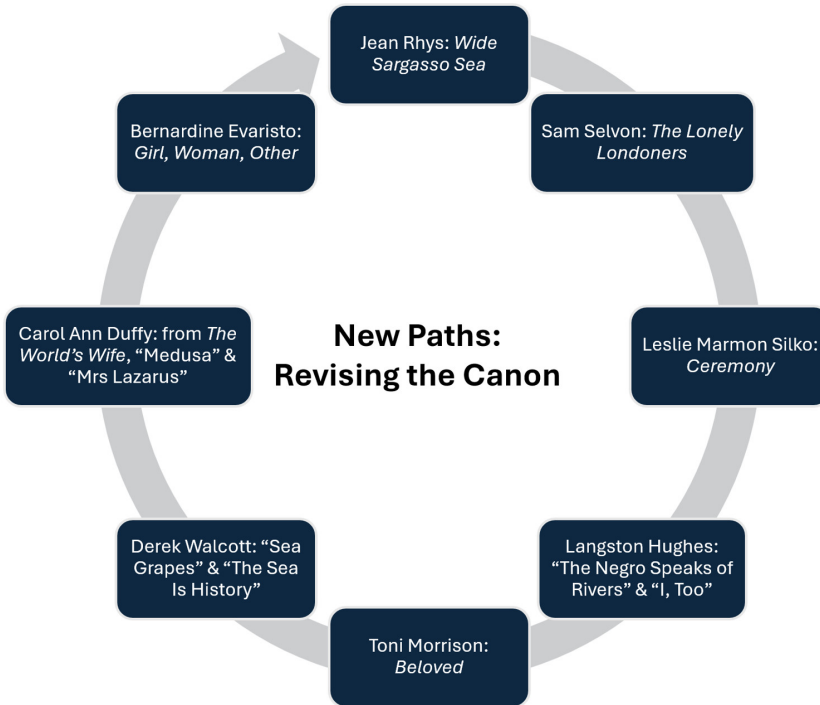 Jean Rhys: Wide
Sargasso Sea
Sam Selvon: The Lonely
Londoners
Leslie Marmon Silko:
Ceremony
Langston Hughes:
“The Negro Speaks of
Rivers” & “I, Too”
Toni Morrison:
Beloved
Derek Walcott: “Sea
Grapes” & “The Sea
Is History”
Carol Ann Duffy: from The
World’s Wife, “Medusa” &
“Mrs Lazarus”
Bernardine Evaristo:
Girl, Woman, Other
New Paths:
Revising the Canon